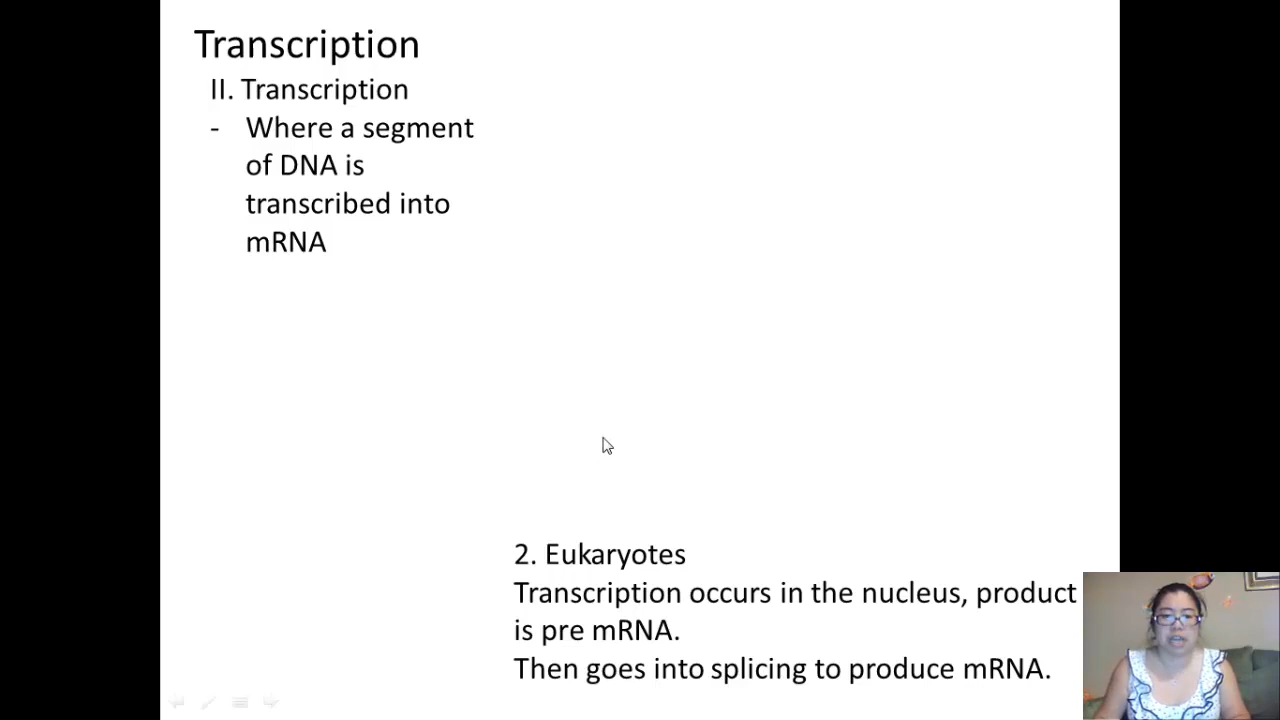 Transcription
II. Transcription
- Where a segment
of DNA is
transcribed into
mRNA
2. Eukaryotes
Transcription occurs in the nucleus, product
is pre mRNA.
Then goes into splicing to produce mRNA.